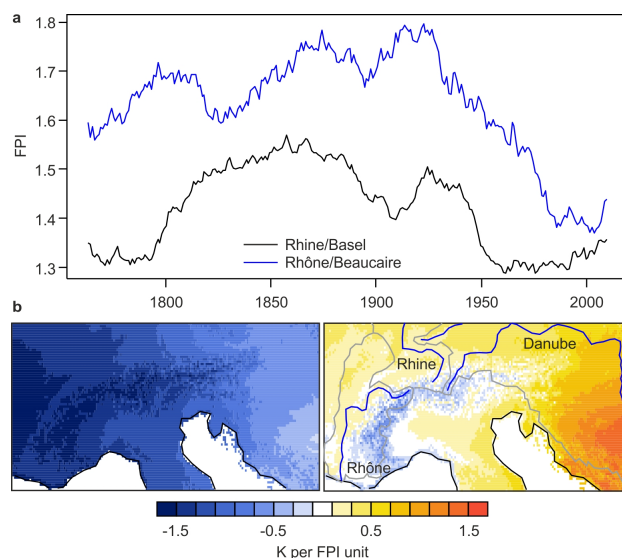 a
1.8
1.7
1.6
1.5
1.4
1.3
FPI
Rhine/Basel
Rhône/Beaucaire
1800
1850
1900
1950
2000
b
Danube
Rhine
Rhône
-1.5
-0.5
0.5
1.5
K per FPI unit